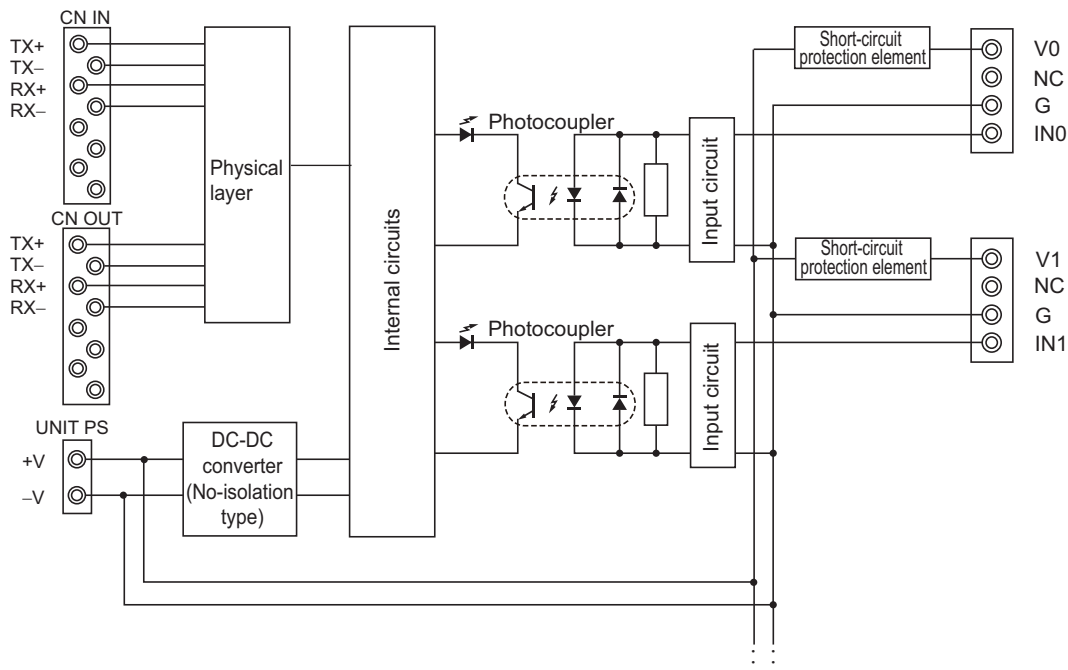 CN IN
TX+
TX−
RX+
RX−
CN OUT
TX+
TX−
RX+
RX−
UNIT PS
+V
−V
Physical
layer
DC-DC
converter
(No-isolation
type)
Internal circuits
Photocoupler
Input circuit
Photocoupler
Input circuit
Short-circuit
protection element
V0
NC
G
IN0
Short-circuit
protection element
V1
NC
G
IN1